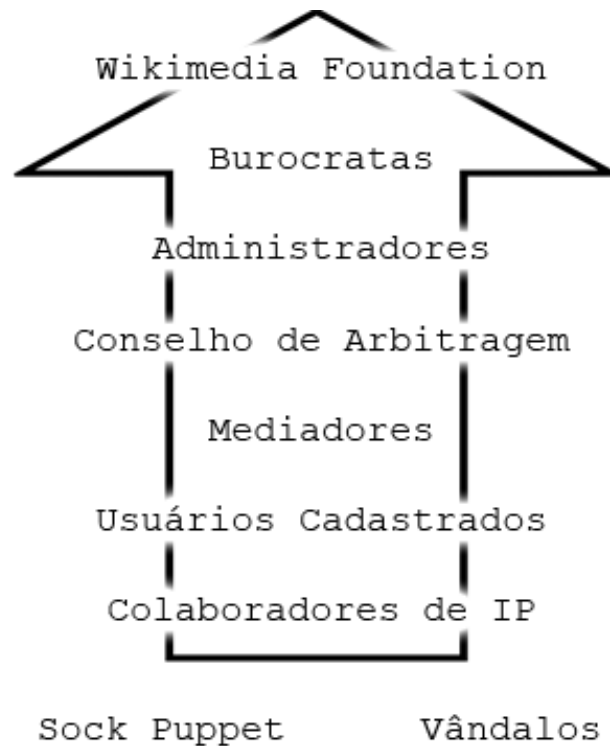 Wikimedia Foundation
Burocratas
Administradores
Conselho de Arbitragem
Mediadores
Usuários Cadastrados
Colaboradores de IP
Sock Puppet Vândalos